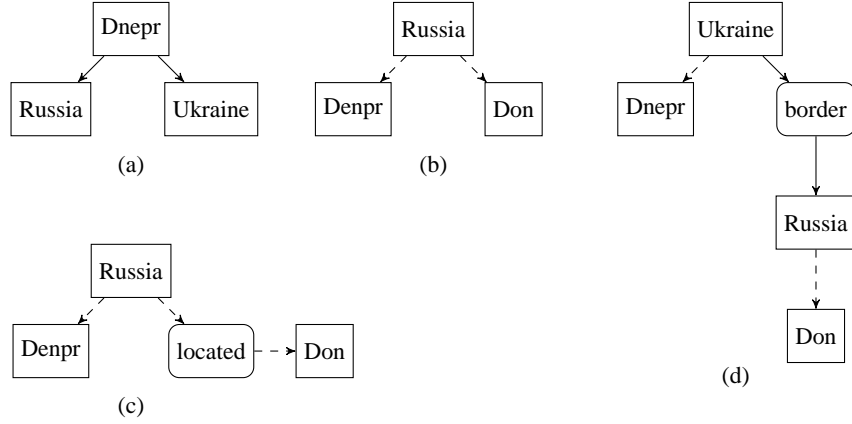 Dnepr
Russia Ukraine
(a)
Russia
Denpr Don
(b)
Ukraine
Dnepr border
Russia
Don
(d)
Russia
Denpr located Don
(c)